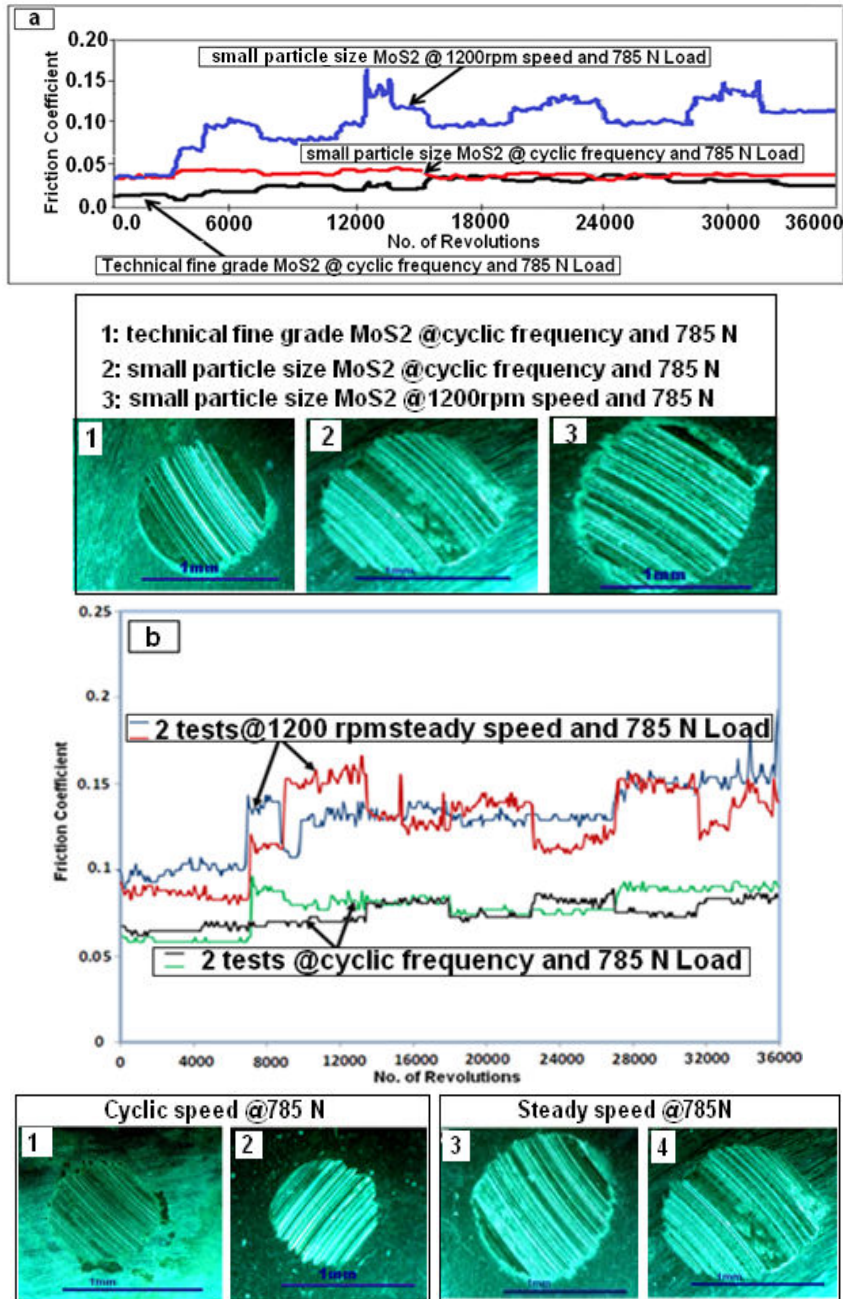 a
0.20
0.15
0.10
0.05
0.0
Friction Coefficient
small particle size MoS2 @ 1200rpm speed and 785 N Load
small particle size MoS2 @ cyclic frequency and 785 N Load
0.0 6000 12000 18000 24000 30000 36000
No. of Revolutions
Technical fine grade MoS2 @ cyclic frequency and 785 N Load
1: technical fine grade MoS2 @cyclic frequency and 785 N
2: small particle size MoS2 @cyclic frequency and 785 N
3: small particle size MoS2 @1200rpm speed and 785 N
1
1mm
2
1mm
3
1mm
b
0.25
0.2
0.15
0.1
0.05
0
Friction Coefficient
2 tests@1200 rpmsteady speed and 785 N Load
2 tests @cyclic frequency and 785 N Load
0 4000 8000 12000 16000 20000 24000 28000 32000 36000
No. of Revolutions
Cyclic speed @785 N
1
1mm
2
1mm
Steady speed @785N
3
1mm
4
1mm